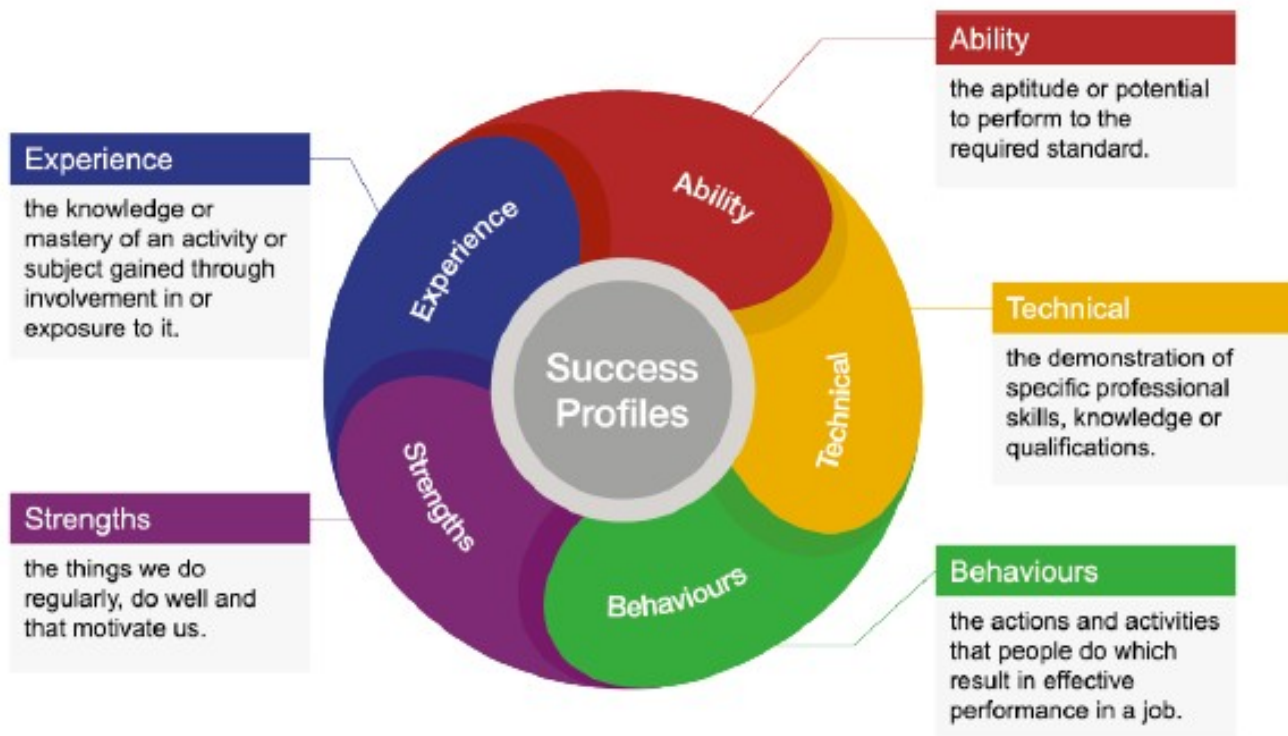 Ability
the aptitude or potential
to perform to the
required standard.
Experience
the knowledge or
mastery of an activity or
subject gained through
involvement in or
exposure to it.
Ability
Experience
Technical
the demonstration of
specific professional
skills, knowledge or
qualifications.
Success
Profiles
Technical
Strengths
the things we do
regularly, do well and
that motivate us.
Strengths
Behaviours
Behaviours
the actions and activities
that people do which
result in effective
performance in a job.